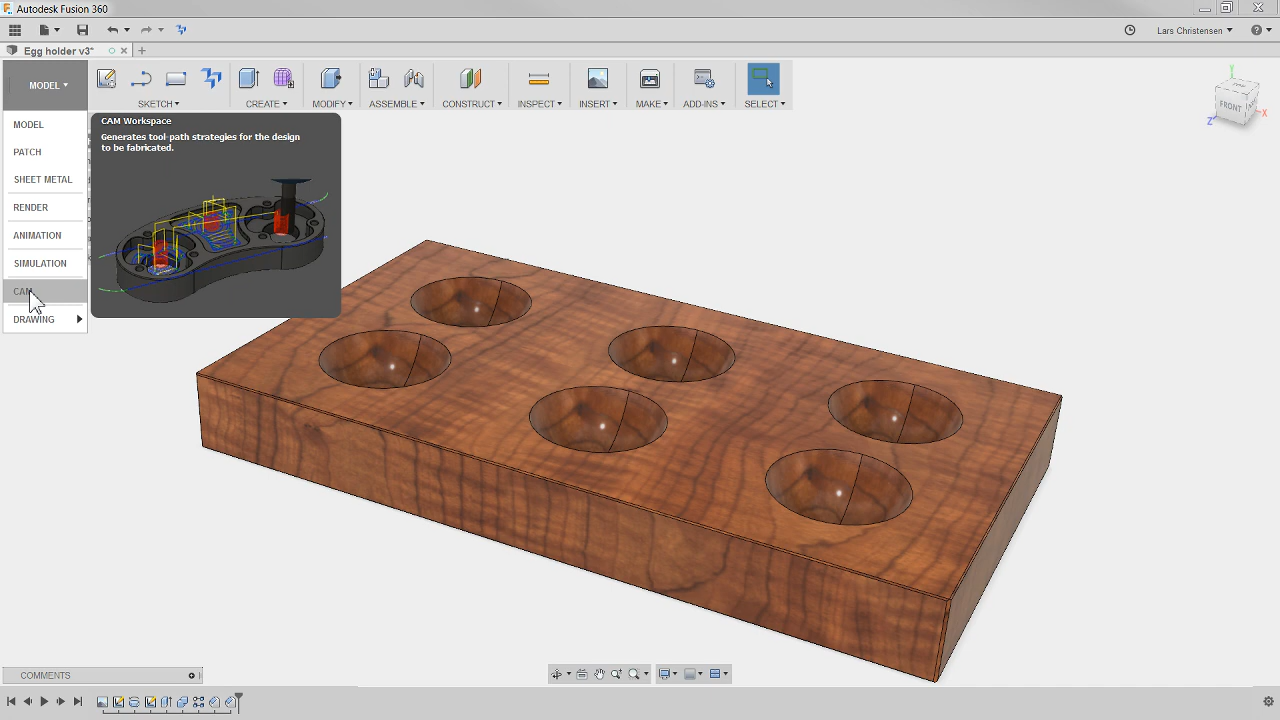 Autodesk Fusion 360
Lars Christensen
Egg holder v3*
MODEL
SKETCH
CREATE
MODIFY
ASSEMBLE
CONSTRUCT
INSPECT
INSERT
MAKE
ADD-INS
SELECT
MODEL
PATCH
SHEET METAL
RENDER
ANIMATION
SIMULATION
CAM
DRAWING
CAM Workspace
Generates tool-path strategies for the design
to be fabricated.
Y
FRONT
X
Z
COMMENTS